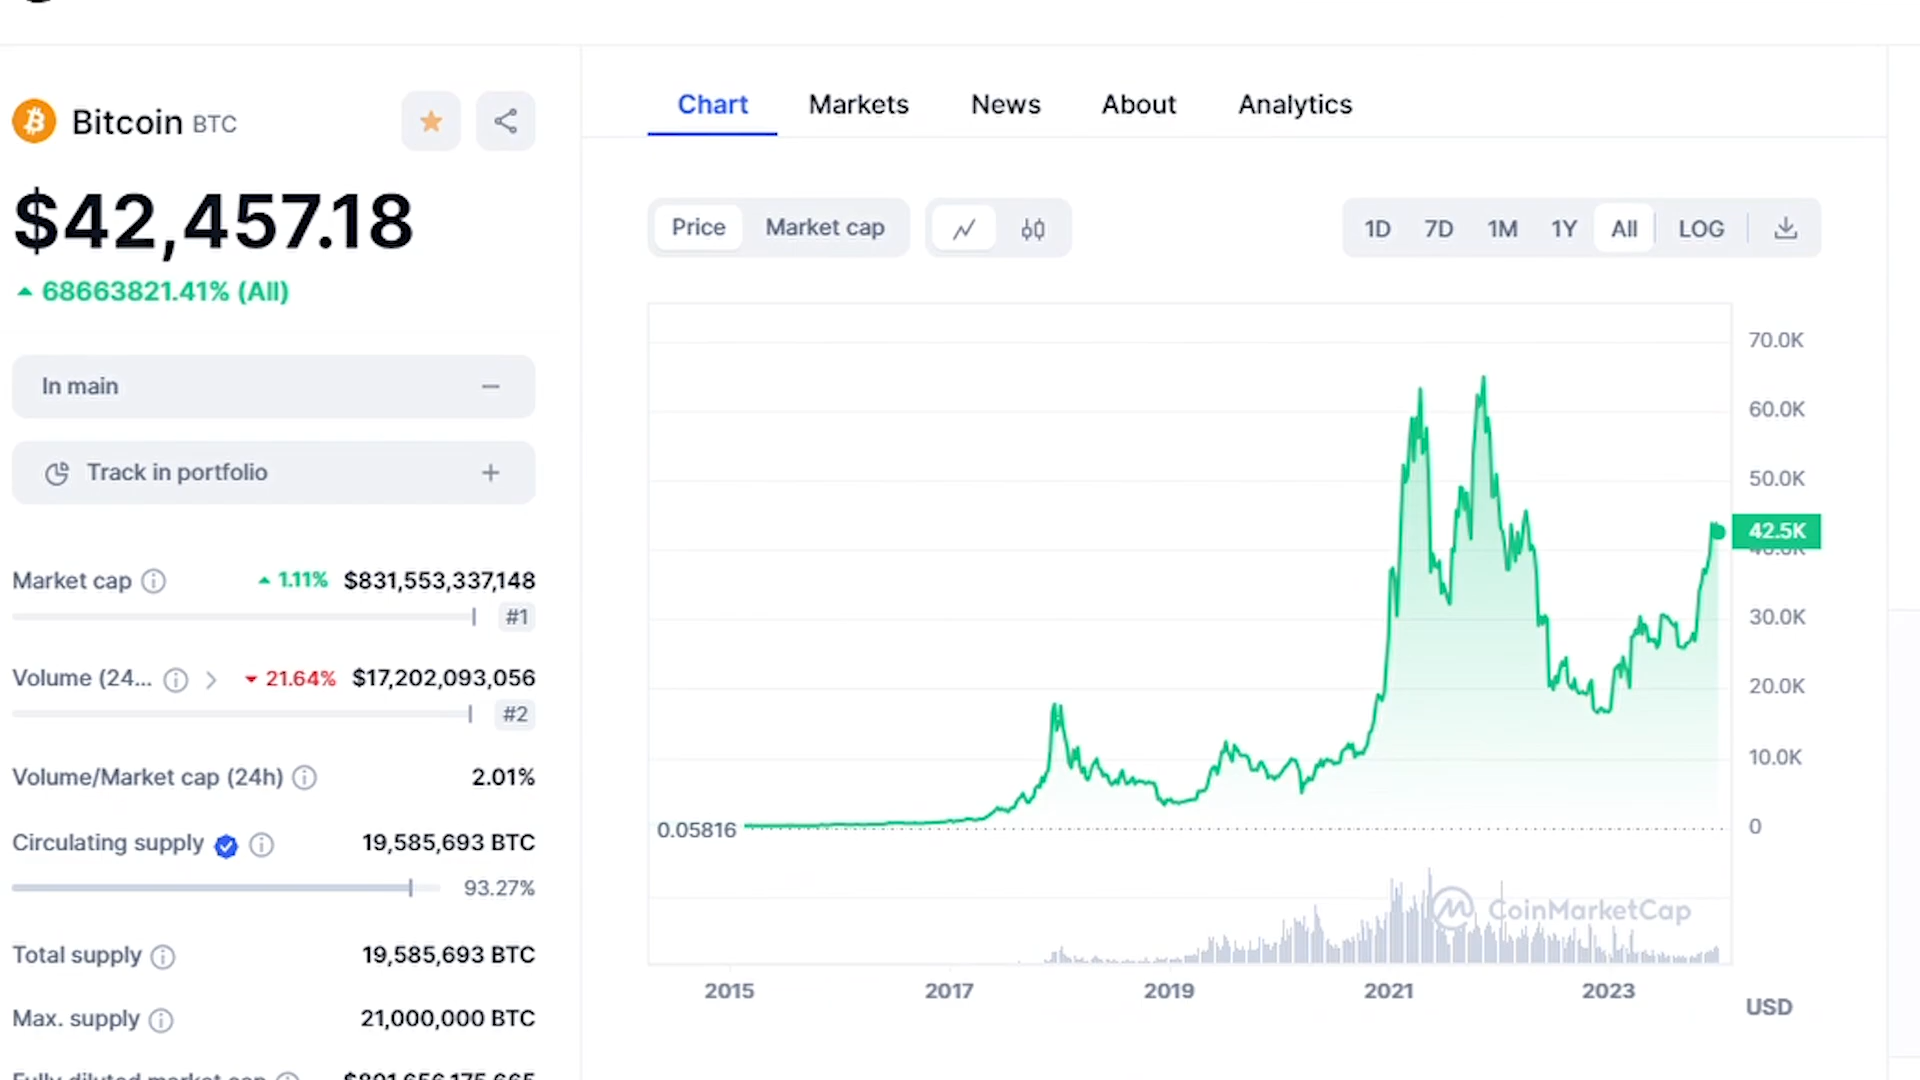 Bitcoin BTC
$42,457.18
68663821.41% (All)
In main
Track in portfolio
Market cap 1.11% $831,553,337,148
#1
Volume (24... 21.64% $17,202,093,056
#2
Volume/Market cap (24h) 2.01%
Circulating supply 19,585,693 BTC
93.27%
Total supply 19,585,693 BTC
Max. supply 21,000,000 BTC
Chart Markets News About Analytics
Price Market cap 1D 7D 1M 1Y All LOG
70.0K
60.0K
50.0K
42.5K
30.0K
20.0K
10.0K
0.05816 0
CoinMarketCap
2015 2017 2019 2021 2023
USD